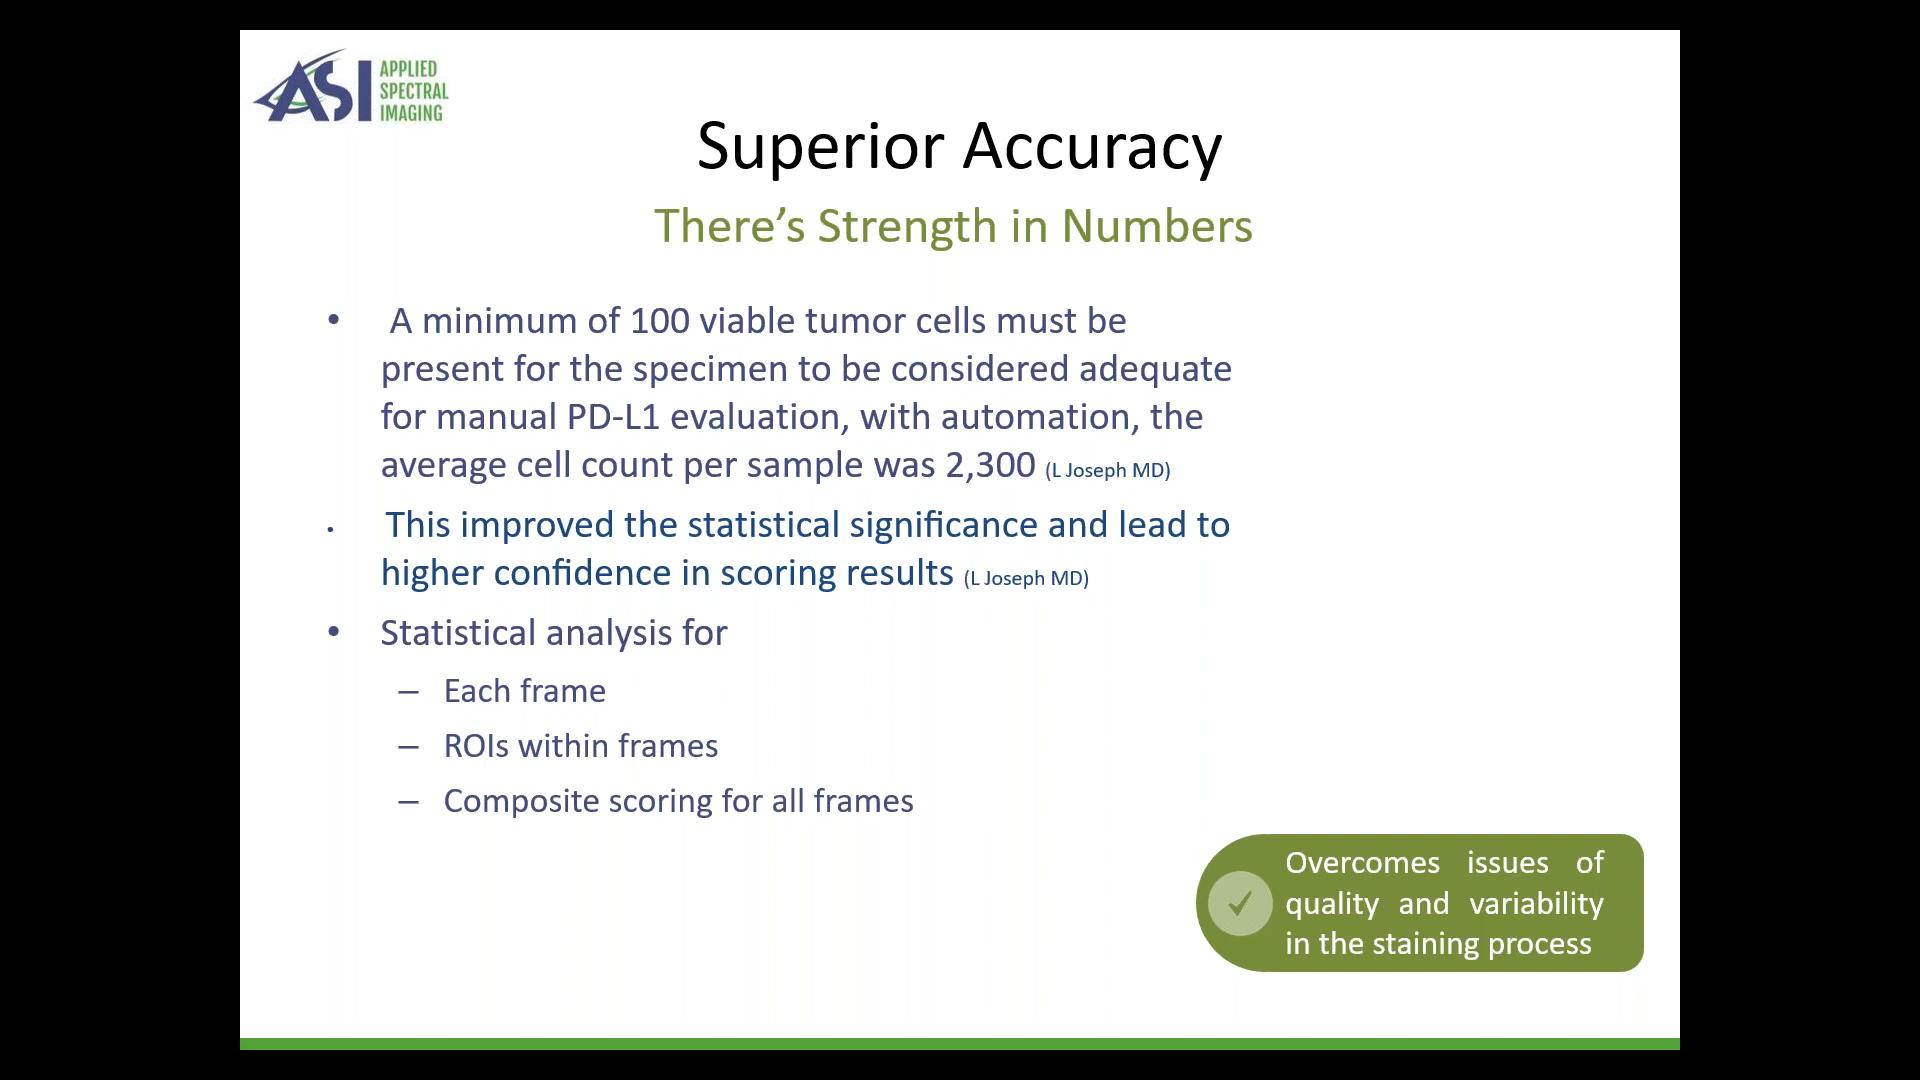 ASI APPLIED
SPECTRAL
IMAGING
Superior Accuracy
There's Strength in Numbers
• A minimum of 100 viable tumor cells must be
present for the specimen to be considered adequate
for manual PD-L1 evaluation, with automation, the
average cell count per sample was 2,300 (L Joseph MD)
• This improved the statistical significance and lead to
higher confidence in scoring results (L Joseph MD)
• Statistical analysis for
– Each frame
– ROIs within frames
– Composite scoring for all frames
Overcomes issues of
quality and variability
in the staining process